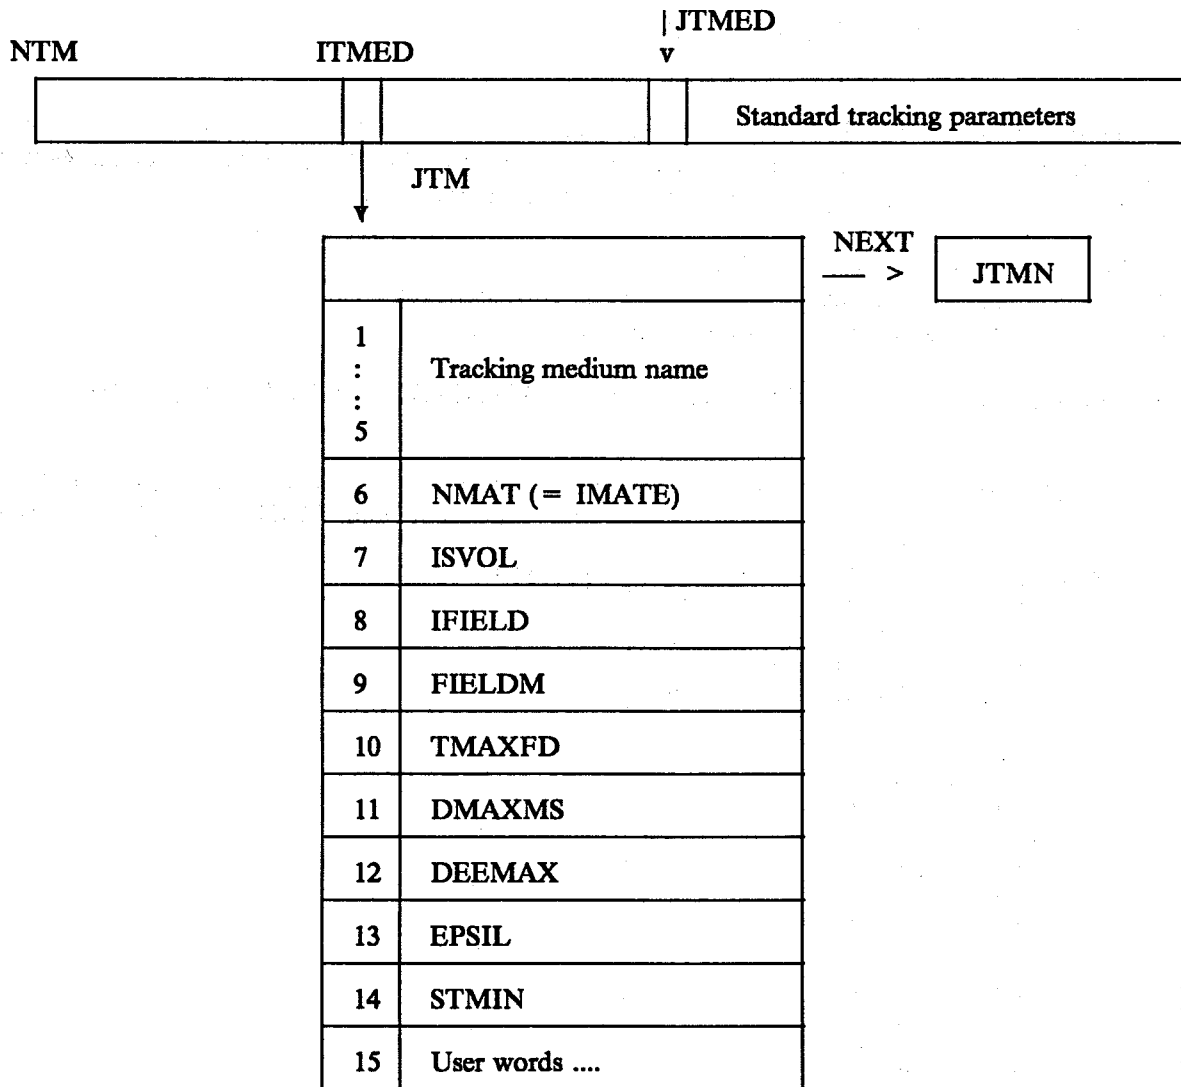 | JTMED
NTM ITMED v
Standard tracking parameters
JTM
NEXT
— > JTMN
1
: Tracking medium name
:
5
6 NMAT (= IMATE)
7 ISVOL
8 IFIELD
9 FIELDM
10 TMAXFD
11 DMAXMS
12 DEEMAX
13 EPSIL
14 STMIN
15 User words ....